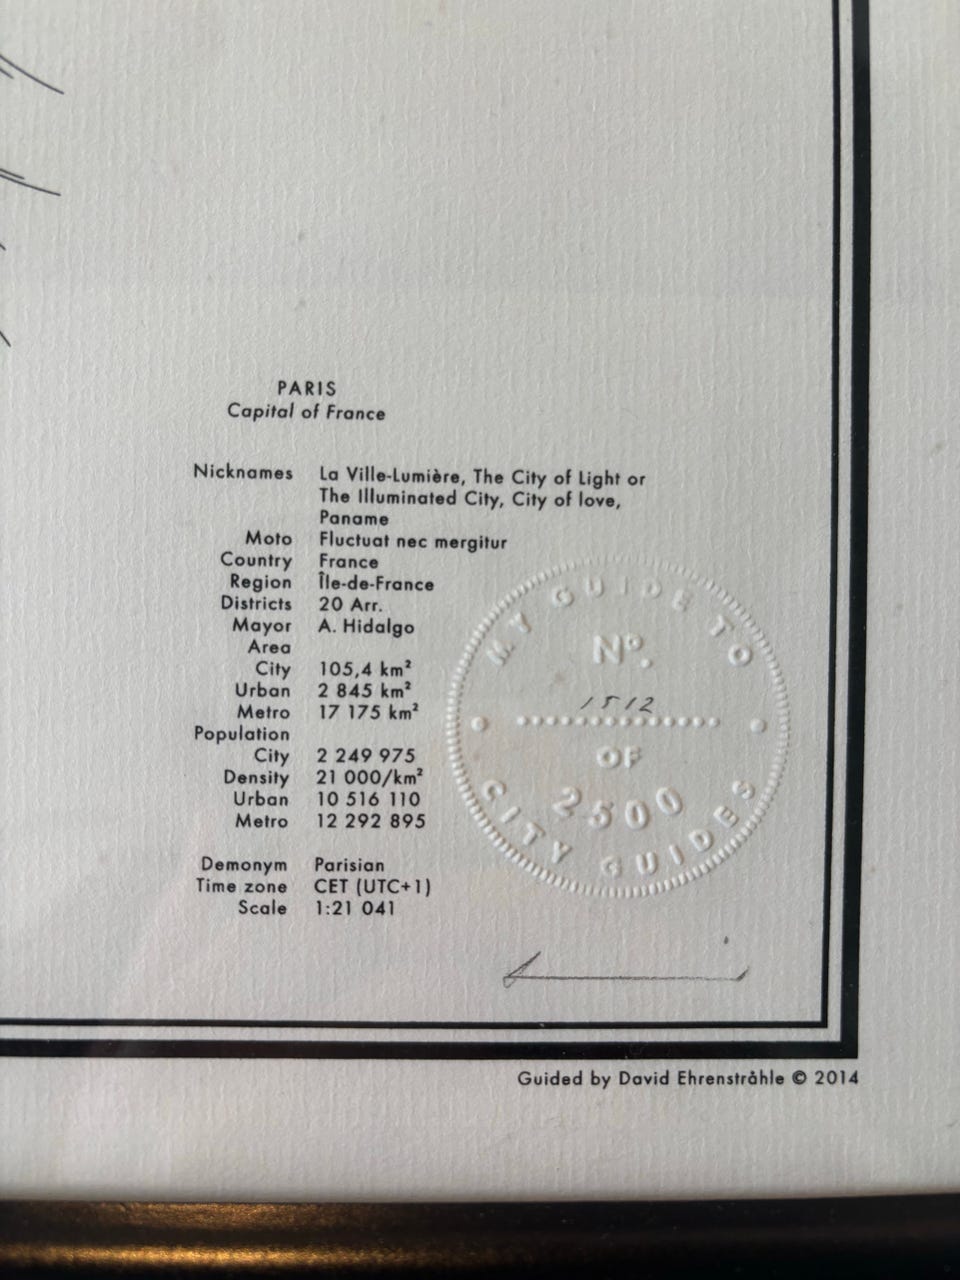 PARIS
Capital of France
Nicknames La Ville-Lumière, The City of Light or
The Illuminated City, City of love,
Paname
Moto Fluctuat nec mergitur
Country France
Region Île-de-France
Districts 20 Arr.
Mayor A. Hidalgo
Area
City 105,4 km²
Urban 2 845 km²
Metro 17 175 km²
Population
City 2 249 975
Density 21 000/km²
Urban 10 516 110
Metro 12 292 895
Demonym Parisian
Time zone CET (UTC+1)
Scale 1:21 041
MY GUIDE TO
Nº.
1512
OF
2500
CITY GUIDES
Guided by David Ehrenstråhle © 2014